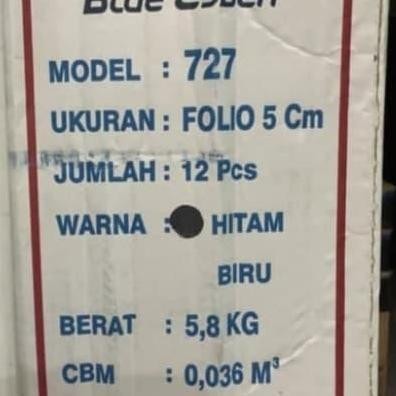 MODEL : 727
UKURAN : FOLIO 5 Cm
JUMLAH : 12 Pcs
WARNA : HITAM
BIRU
BERAT : 5,8 KG
CBM : 0,036 M³